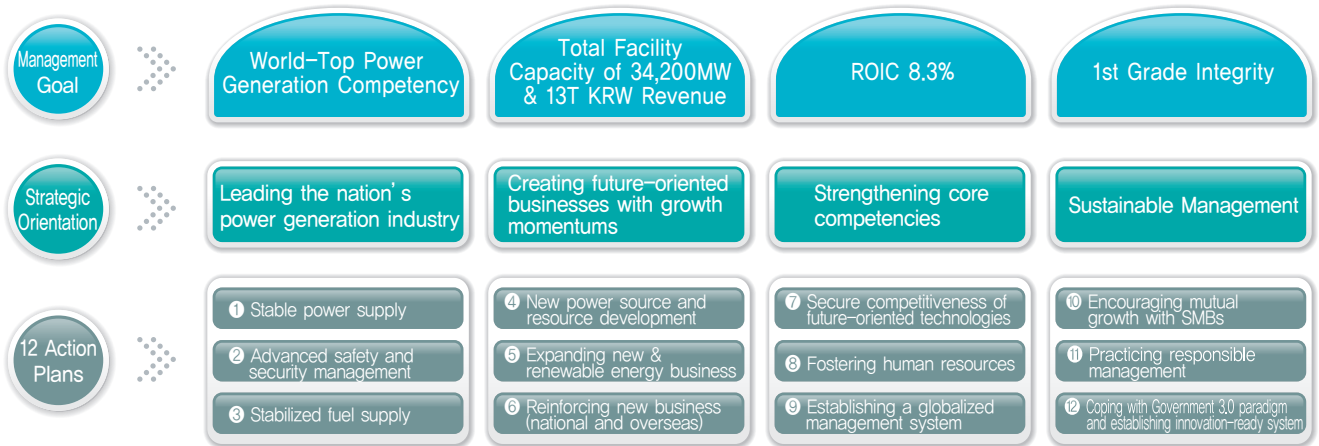 Management
Goal
World-Top Power
Generation Competency
Total Facility
Capacity of 34,200MW
& 13T KRW Revenue
ROIC 8.3%
1st Grade Integrity
Strategic
Orientation
Leading the nation's
power generation industry
Creating future-oriented
businesses with growth
momentums
Strengthening core
competencies
Sustainable Management
12 Action
Plans
❶ Stable power supply
❷ Advanced safety and
security management
❸ Stabilized fuel supply
❹ New power source and
resource development
❺ Expanding new &
renewable energy business
❻ Reinforcing new business
(national and overseas)
❼ Secure competitiveness of
future-oriented technologies
❽ Fostering human resources
❾ Establishing a globalized
management system
❿ Encouraging mutual
growth with SMBs
⓫ Practicing responsible
management
⓬ Coping with Government 3.0 paradigm
and establishing innovation-ready system